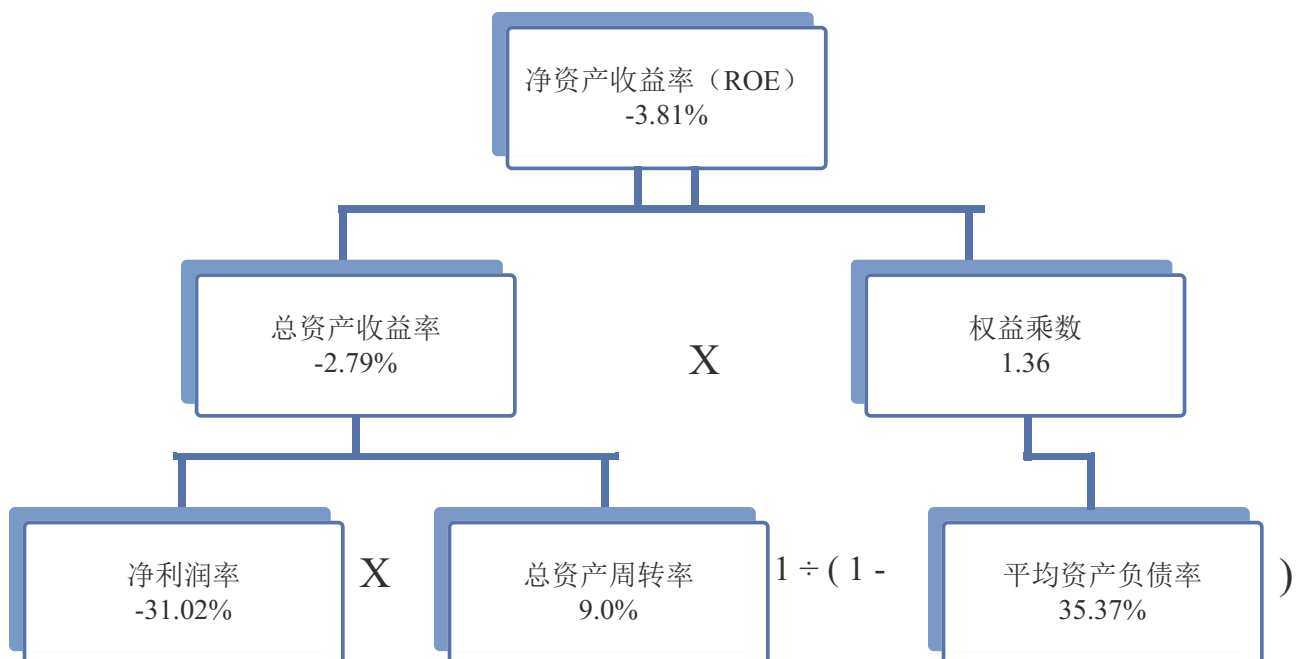 净资产收益率（ROE）
-3.81%
总资产收益率
-2.79%
X
权益乘数
1.36
净利润率
-31.02%
X
总资产周转率
9.0%
1 ÷ ( 1 -
平均资产负债率
35.37%
)